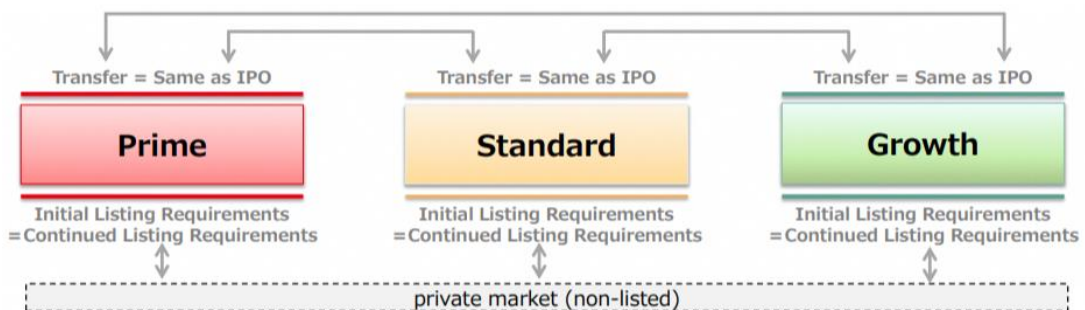 Transfer = Same as IPO
Transfer = Same as IPO
Transfer = Same as IPO
Prime
Standard
Growth
Initial Listing Requirements
=Continued Listing Requirements
Initial Listing Requirements
=Continued Listing Requirements
Initial Listing Requirements
=Continued Listing Requirements
private market (non-listed)